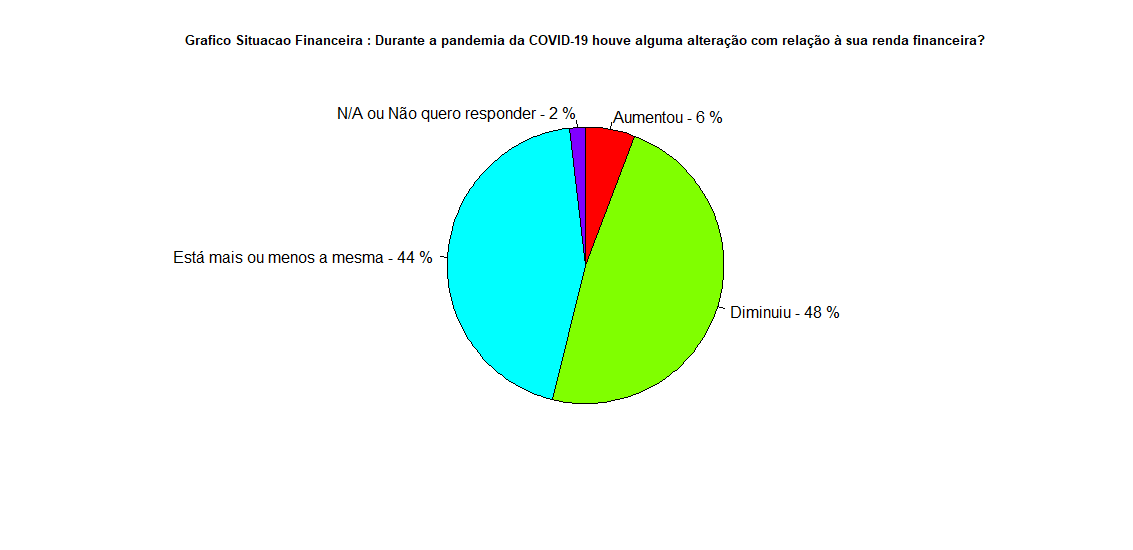 Grafico Situacao Financeira : Durante a pandemia da COVID-19 houve alguma alteração com relação à sua renda financeira?
N/A ou Não quero responder - 2 %
Aumentou - 6 %
Está mais ou menos a mesma - 44 %
Diminuiu - 48 %